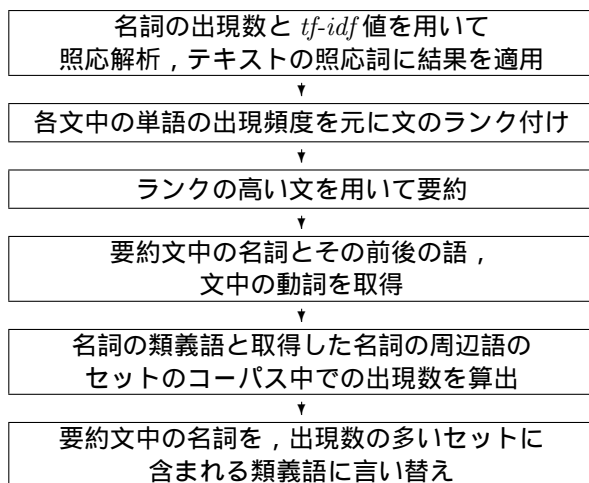 名詞の出現数と tf-idf 値を用いて
照応解析，テキストの照応詞に結果を適用
各文中の単語の出現頻度を元に文のランク付け
ランクの高い文を用いて要約
要約文中の名詞とその前後の語，
文中の動詞を取得
名詞の類義語と取得した名詞の周辺語の
セットのコーパス中での出現数を算出
要約文中の名詞を，出現数の多いセットに
含まれる類義語に言い替え